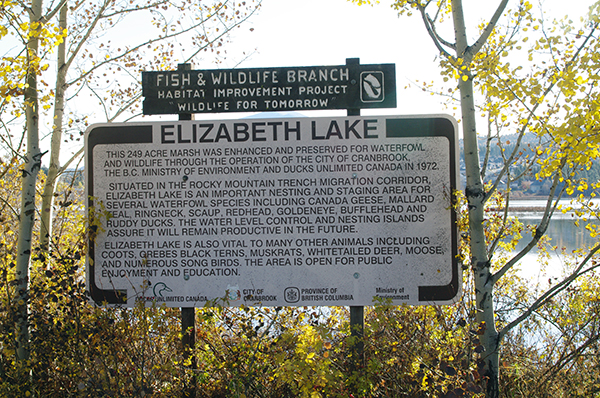 FISH & WILDLIFE BRANCH
HABITAT IMPROVEMENT PROJECT
WILDLIFE FOR TOMORROW
ELIZABETH LAKE
THIS 249 ACRE MARSH WAS ENHANCED AND PRESERVED FOR WATERFOWL
AND WILDLIFE THROUGH THE OPERATION OF THE CITY OF CRANBROOK,
THE B.C. MINISTRY OF ENVIRONMENT AND DUCKS UNLIMITED CANADA IN 1972.
SITUATED IN THE ROCKY MOUNTAIN TRENCH MIGRATION CORRIDOR,
ELIZABETH LAKE IS AN IMPORTANT NESTING AND STAGING AREA FOR
SEVERAL WATERFOWL SPECIES INCLUDING CANADA GEESE, MALLARD
TEAL, RINGNECK, SCAUP, REDHEAD, GOLDENEYE, BUFFLEHEAD AND
RUDDY DUCKS. THE WATER LEVEL CONTROL AND NESTING ISLANDS
ASSURE IT WILL REMAIN PRODUCTIVE IN THE FUTURE.
ELIZABETH LAKE IS ALSO VITAL TO MANY OTHER ANIMALS INCLUDING
COOTS, GREBES BLACK TERNS, MUSKRATS, WHITETAILED DEER, MOOSE,
AND NUMEROUS SONG BIRDS. THE AREA IS OPEN FOR PUBLIC
ENJOYMENT AND EDUCATION.
DUCKS UNLIMITED CANADA
CITY OF
CRANBROOK
PROVINCE OF
BRITISH COLUMBIA
Ministry of
Environment